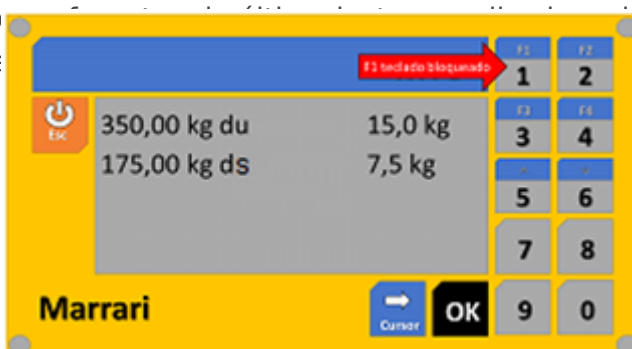 F1 teclado bloqueado
F1 F2
1 2
Esc
350,00 kg du 15,0 kg
175,00 kg ds 7,5 kg
F3 F4
3 4
5 6
7 8
Marrari
Cursor
OK
9 0